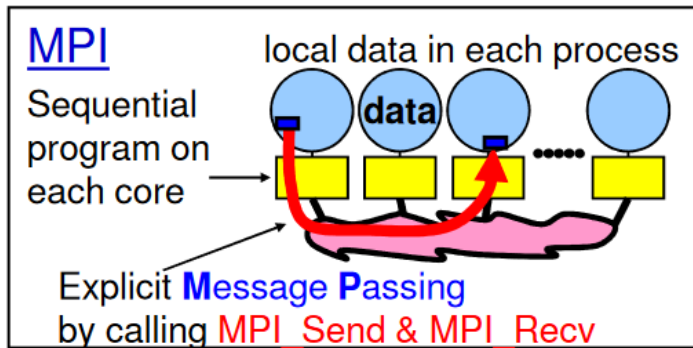 MPI
local data in each process
Sequential
program on
each core
data
Explicit Message Passing
by calling MPI_Send & MPI_Recv